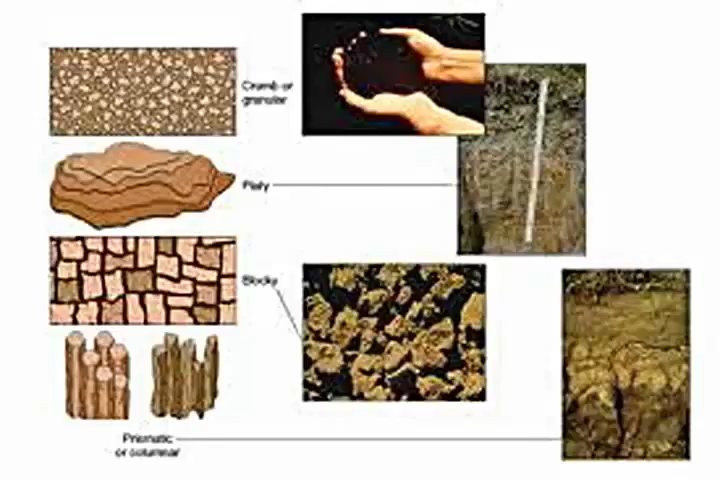 Crumb or
granular
Platy
Blocky
Prismatic
or columnar